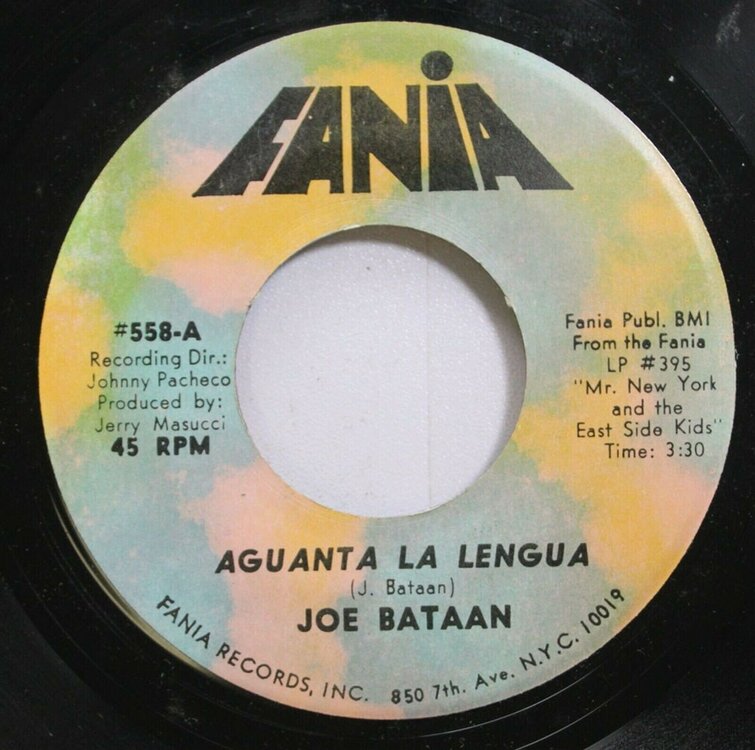 FANiA
#558-A
Recording Dir.:
Johnny Pacheco
Produced by:
Jerry Masucci
45 RPM
Fania Publ. BMI
From the Fania
LP #395
"Mr. New York
and the
East Side Kids"
Time: 3:30
AGUANTA LA LENGUA
(J. Bataan)
JOE BATAAN
FANIA RECORDS, INC. 850 7th. Ave. N.Y.C. 10019